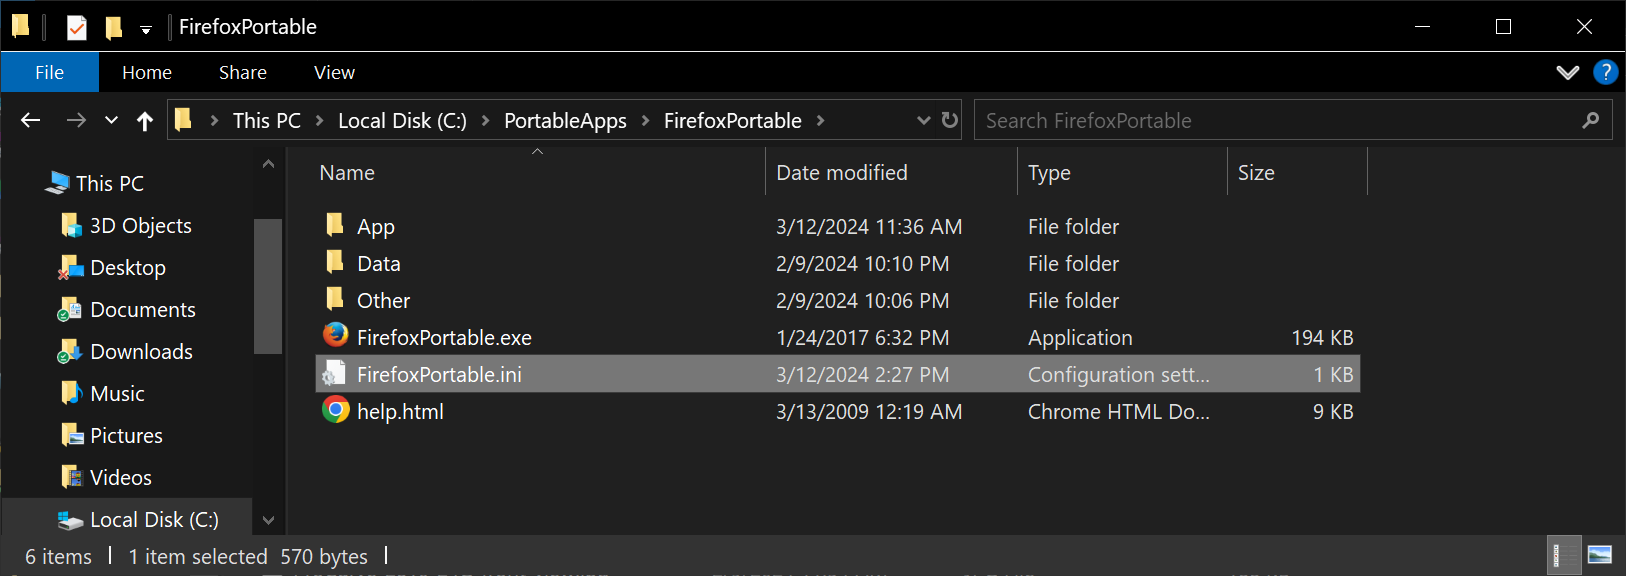 FirefoxPortable
File Home Share View
?
This PC Local Disk (C:) PortableApps FirefoxPortable
Search FirefoxPortable
This PC
3D Objects
Desktop
Documents
Downloads
Music
Pictures
Videos
Local Disk (C:)
Name Date modified Type Size
App 3/12/2024 11:36 AM File folder
Data 2/9/2024 10:10 PM File folder
Other 2/9/2024 10:06 PM File folder
FirefoxPortable.exe 1/24/2017 6:32 PM Application 194 KB
FirefoxPortable.ini 3/12/2024 2:27 PM Configuration sett... 1 KB
help.html 3/13/2009 12:19 AM Chrome HTML Do... 9 KB
6 items 1 item selected 570 bytes